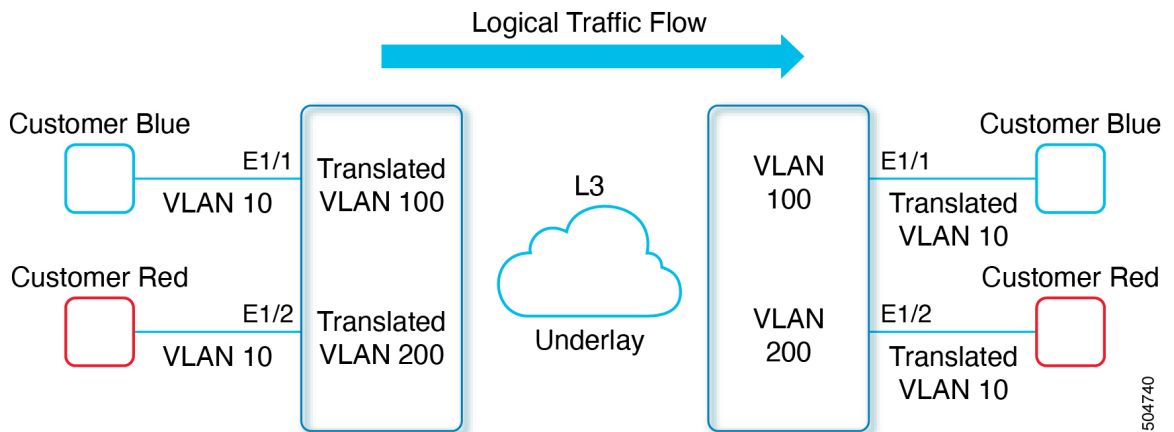 Logical Traffic Flow
Customer Blue
E1/1
VLAN 10
Translated
VLAN 100
Customer Red
E1/2
VLAN 10
Translated
VLAN 200
L3
Underlay
VLAN
100
E1/1
Translated
VLAN 10
Customer Blue
VLAN
200
E1/2
Translated
VLAN 10
Customer Red
504740